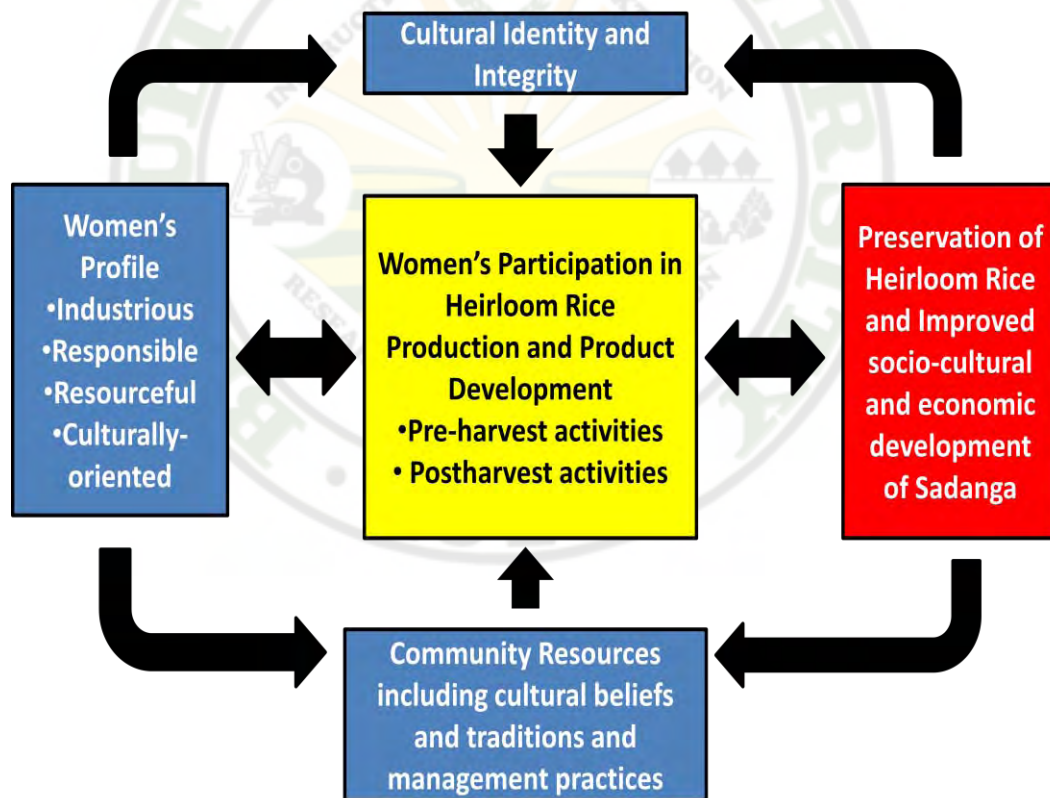 Cultural Identity and
Integrity
Women's
Profile
•Industrious
•Responsible
•Resourceful
•Culturally-
oriented
Women's Participation in
Heirloom Rice
Production and Product
Development
•Pre-harvest activities
• Postharvest activities
Preservation of
Heirloom Rice
and Improved
socio-cultural
and economic
development
of Sadanga
Community Resources
including cultural beliefs
and traditions and
management practices